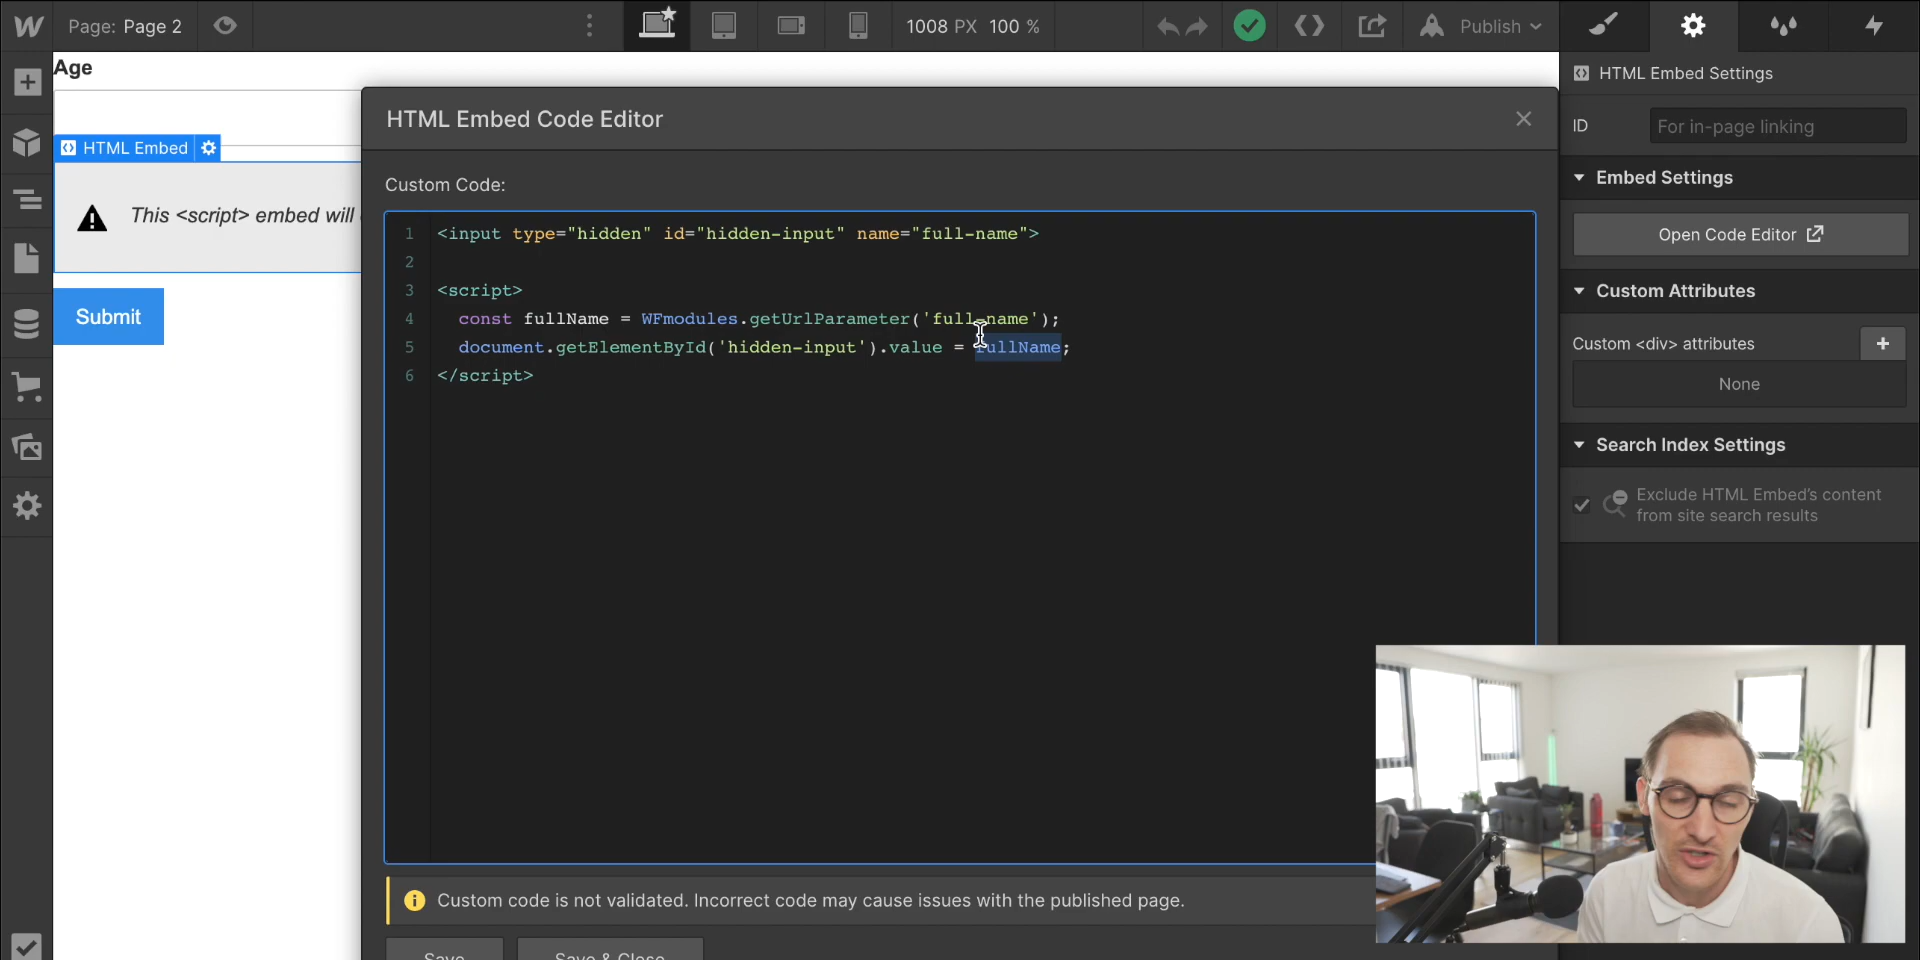 Page: Page 2
1008 PX 100 %
Publish
Age
HTML Embed
This <script> embed will
Submit
HTML Embed Code Editor
Custom Code:
1 <input type="hidden" id="hidden-input" name="full-name">
2
3 <script>
4 const fullName = WFmodules.getUrlParameter('full-name');
5 document.getElementById('hidden-input').value = fullName;
6 </script>
Custom code is not validated. Incorrect code may cause issues with the published page.
Save
Save & Close
HTML Embed Settings
ID
For in-page linking
Embed Settings
Open Code Editor
Custom Attributes
Custom <div> attributes
None
Search Index Settings
Exclude HTML Embed's content
from site search results